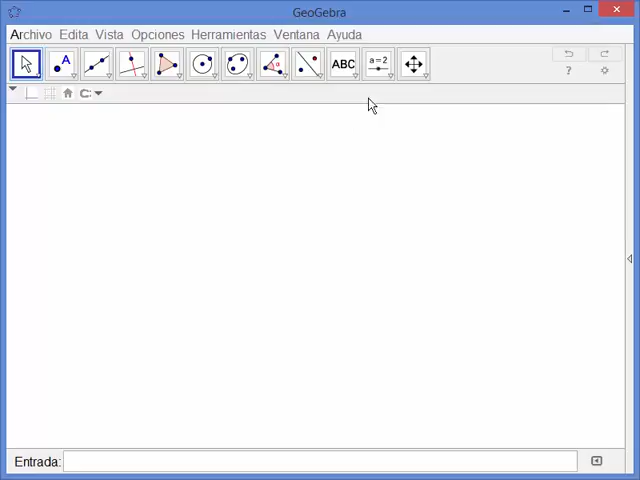 GeoGebra
Archivo Edita Vista Opciones Herramientas Ventana Ayuda
A α ABC a=2
?
Entrada: